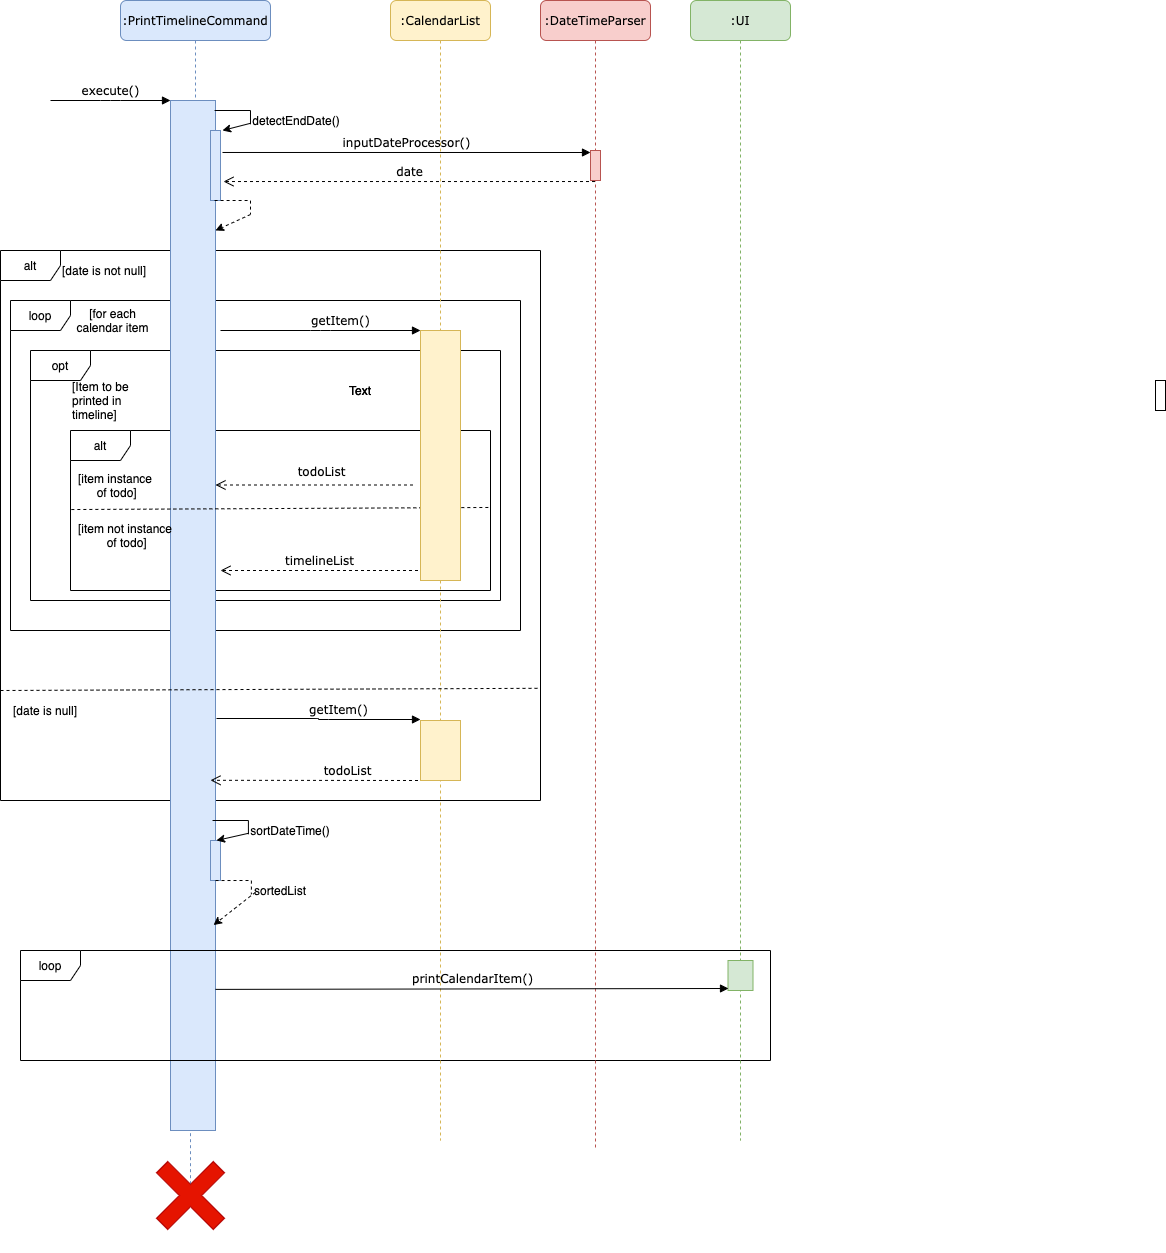 :PrintTimelineCommand
:CalendarList
:DateTimeParser
:UI
execute()
detectEndDate()
inputDateProcessor()
date
alt
[date is not null]
loop
[for each
calendar item
getItem()
opt
[Item to be
printed in
timeline]
Text
alt
todoList
[item instance
of todo]
[item not instance
of todo]
timelineList
[date is null]
getItem()
todoList
sortDateTime()
sortedList
loop
printCalendarItem()